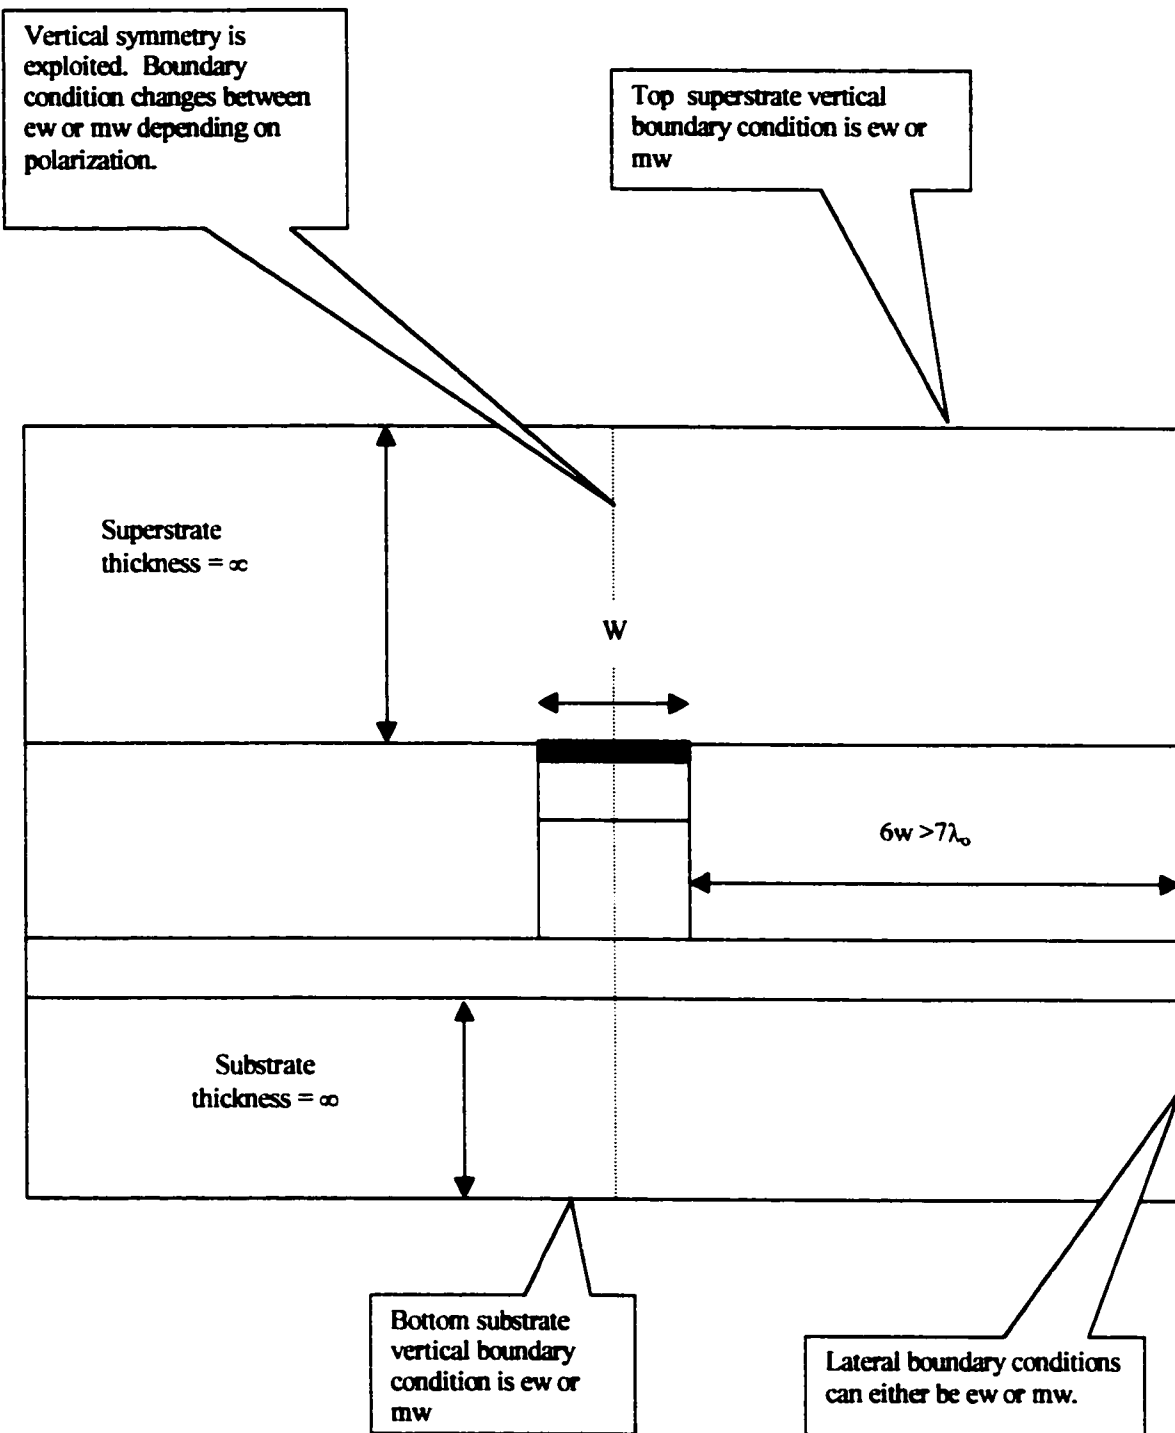 Vertical symmetry is
exploited. Boundary
condition changes between
ew or mw depending on
polarization.
Top superstrate vertical
boundary condition is ew or
mw
Superstrate
thickness = ∞
W
6w >7λₒ
Substrate
thickness = ∞
Bottom substrate
vertical boundary
condition is ew or
mw
Lateral boundary conditions
can either be ew or mw.